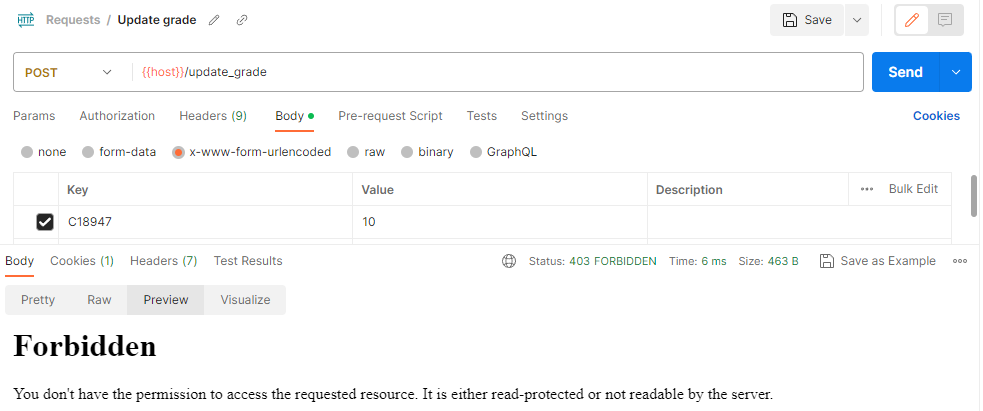 HTTP Requests / Update grade Save
POST {{host}}/update_grade Send
Params Authorization Headers (9) Body Pre-request Script Tests Settings Cookies
none form-data x-www-form-urlencoded raw binary GraphQL
Key Value Description Bulk Edit
C18947 10
Body Cookies (1) Headers (7) Test Results Status: 403 FORBIDDEN Time: 6 ms Size: 463 B Save as Example
Pretty Raw Preview Visualize
Forbidden
You don't have the permission to access the requested resource. It is either read-protected or not readable by the server.